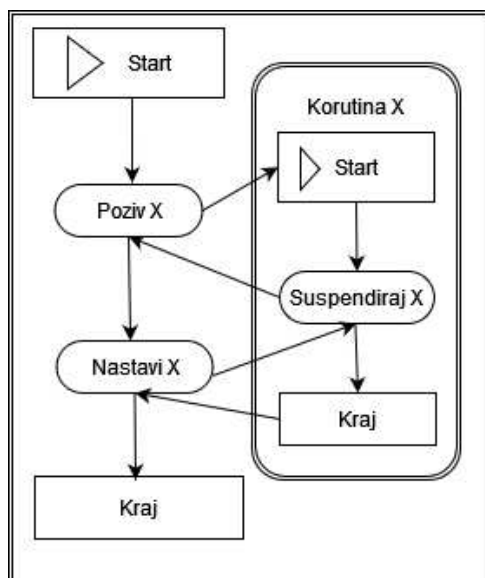 Start
Korutina X
Start
Poziv X
Suspendiraj X
Nastavi X
Kraj
Kraj